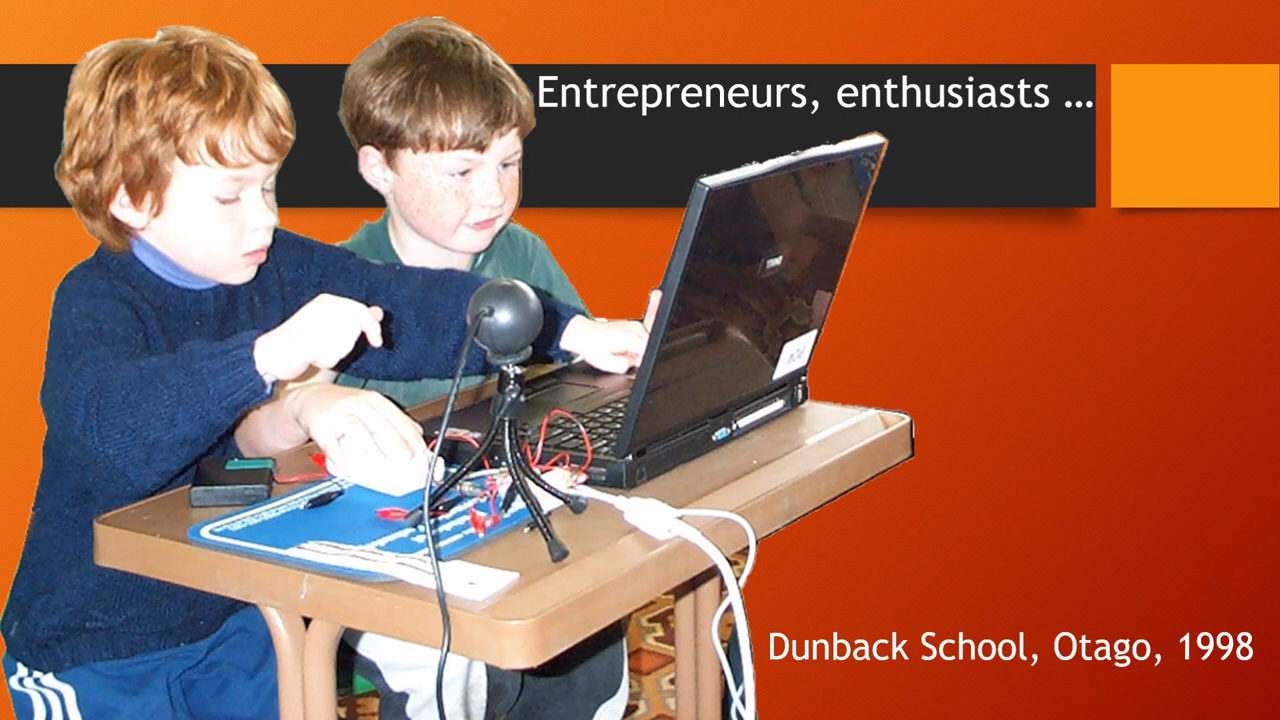 Entrepreneurs, enthusiasts …
Dunback School, Otago, 1998